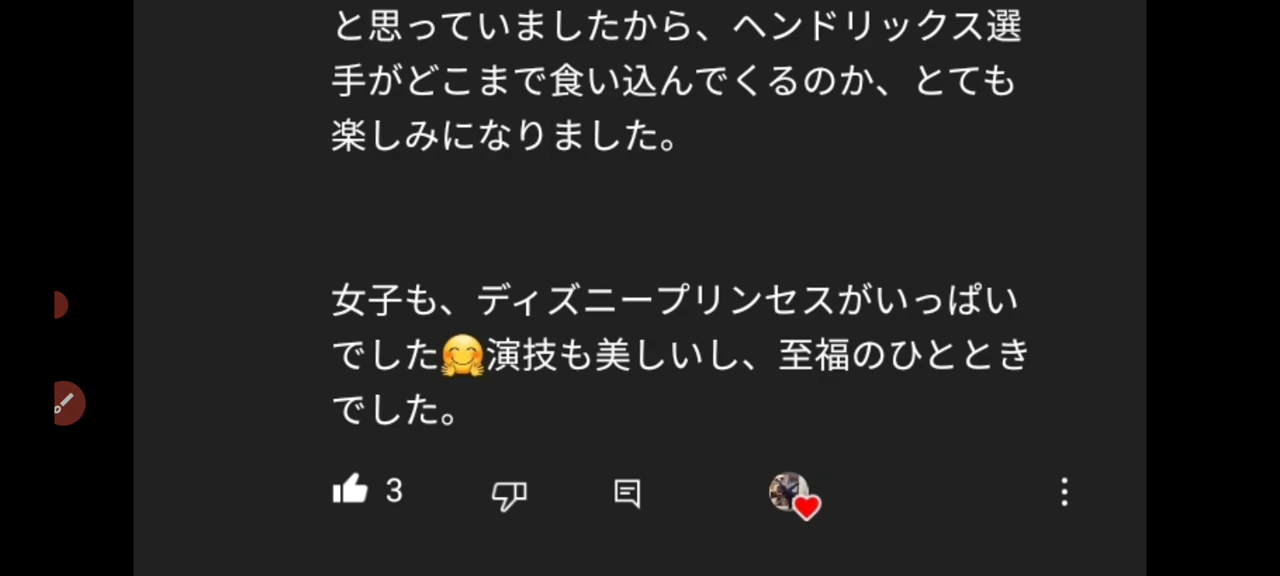 と思っていましたから、ヘンドリックス選
手がどこまで食い込んでくるのか、とても
楽しみになりました。
女子も、ディズニープリンセスがいっぱい
でした🤗演技も美しいし、至福のひととき
でした。
3